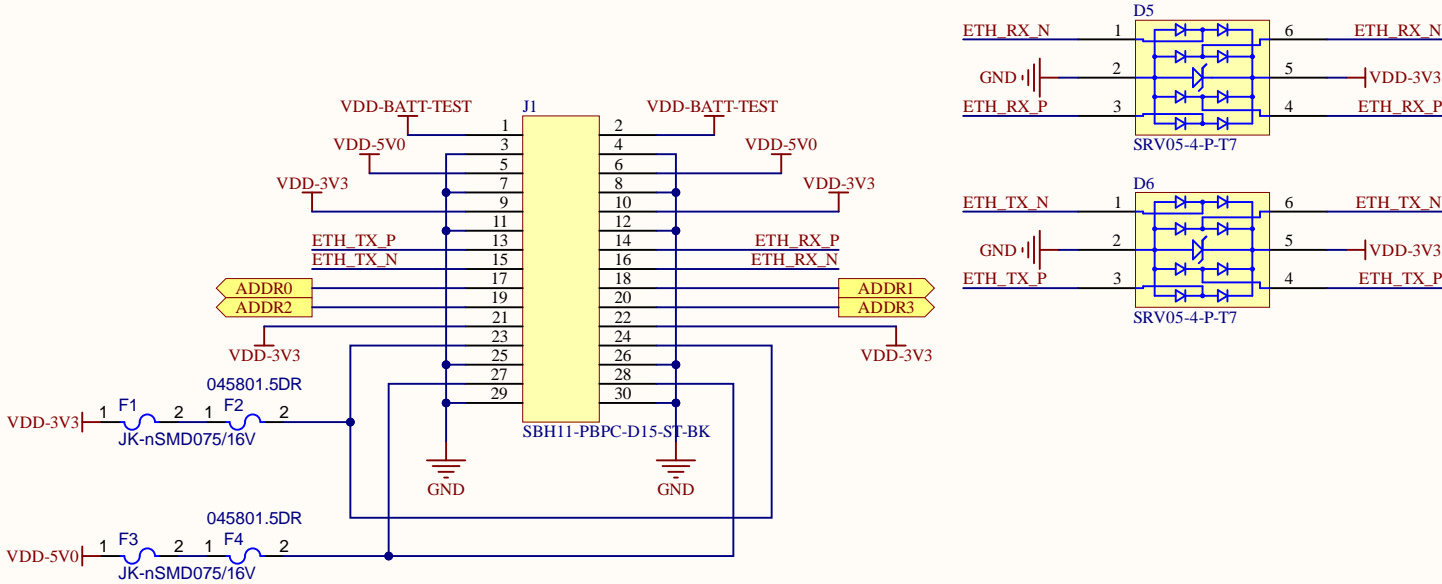 D5
ETH_RX_N 1 6 ETH_RX_N
GND 2 5 VDD-3V3
ETH_RX_P 3 4 ETH_RX_P
SRV05-4-P-T7
D6
ETH_TX_N 1 6 ETH_TX_N
GND 2 5 VDD-3V3
ETH_TX_P 3 4 ETH_TX_P
SRV05-4-P-T7
J1
VDD-BATT-TEST VDD-BATT-TEST
1 2
3 4
VDD-5V0 VDD-5V0
5 6
7 8
VDD-3V3 VDD-3V3
9 10
11 12
ETH_TX_P 13 14 ETH_RX_P
ETH_TX_N 15 16 ETH_RX_N
ADDR0 17 18 ADDR1
ADDR2 19 20 ADDR3
21 22
VDD-3V3 VDD-3V3
23 24
25 26
27 28
29 30
SBH11-PBPC-D15-ST-BK
GND GND
045801.5DR
VDD-3V3 1 F1 2 1 F2 2
JK-nSMD075/16V
045801.5DR
VDD-5V0 1 F3 2 1 F4 2
JK-nSMD075/16V